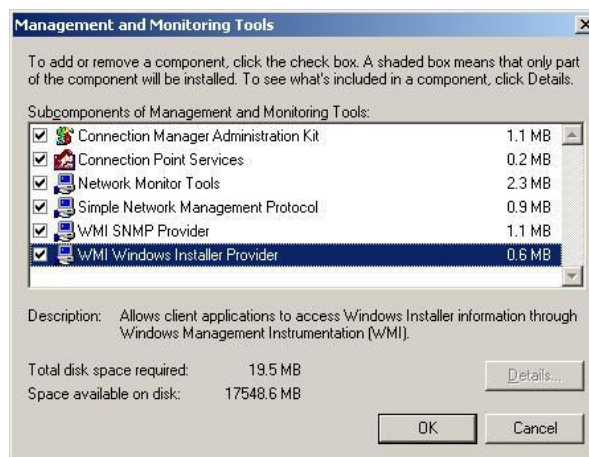 Management and Monitoring Tools
To add or remove a component, click the check box. A shaded box means that only part
of the component will be installed. To see what's included in a component, click Details.
Subcomponents of Management and Monitoring Tools:
Connection Manager Administration Kit 1.1 MB
Connection Point Services 0.2 MB
Network Monitor Tools 2.3 MB
Simple Network Management Protocol 0.9 MB
WMI SNMP Provider 1.1 MB
WMI Windows Installer Provider 0.6 MB
Description: Allows client applications to access Windows Installer information through
Windows Management Instrumentation (WMI).
Total disk space required: 19.5 MB
Space available on disk: 17548.6 MB
Details...
OK Cancel